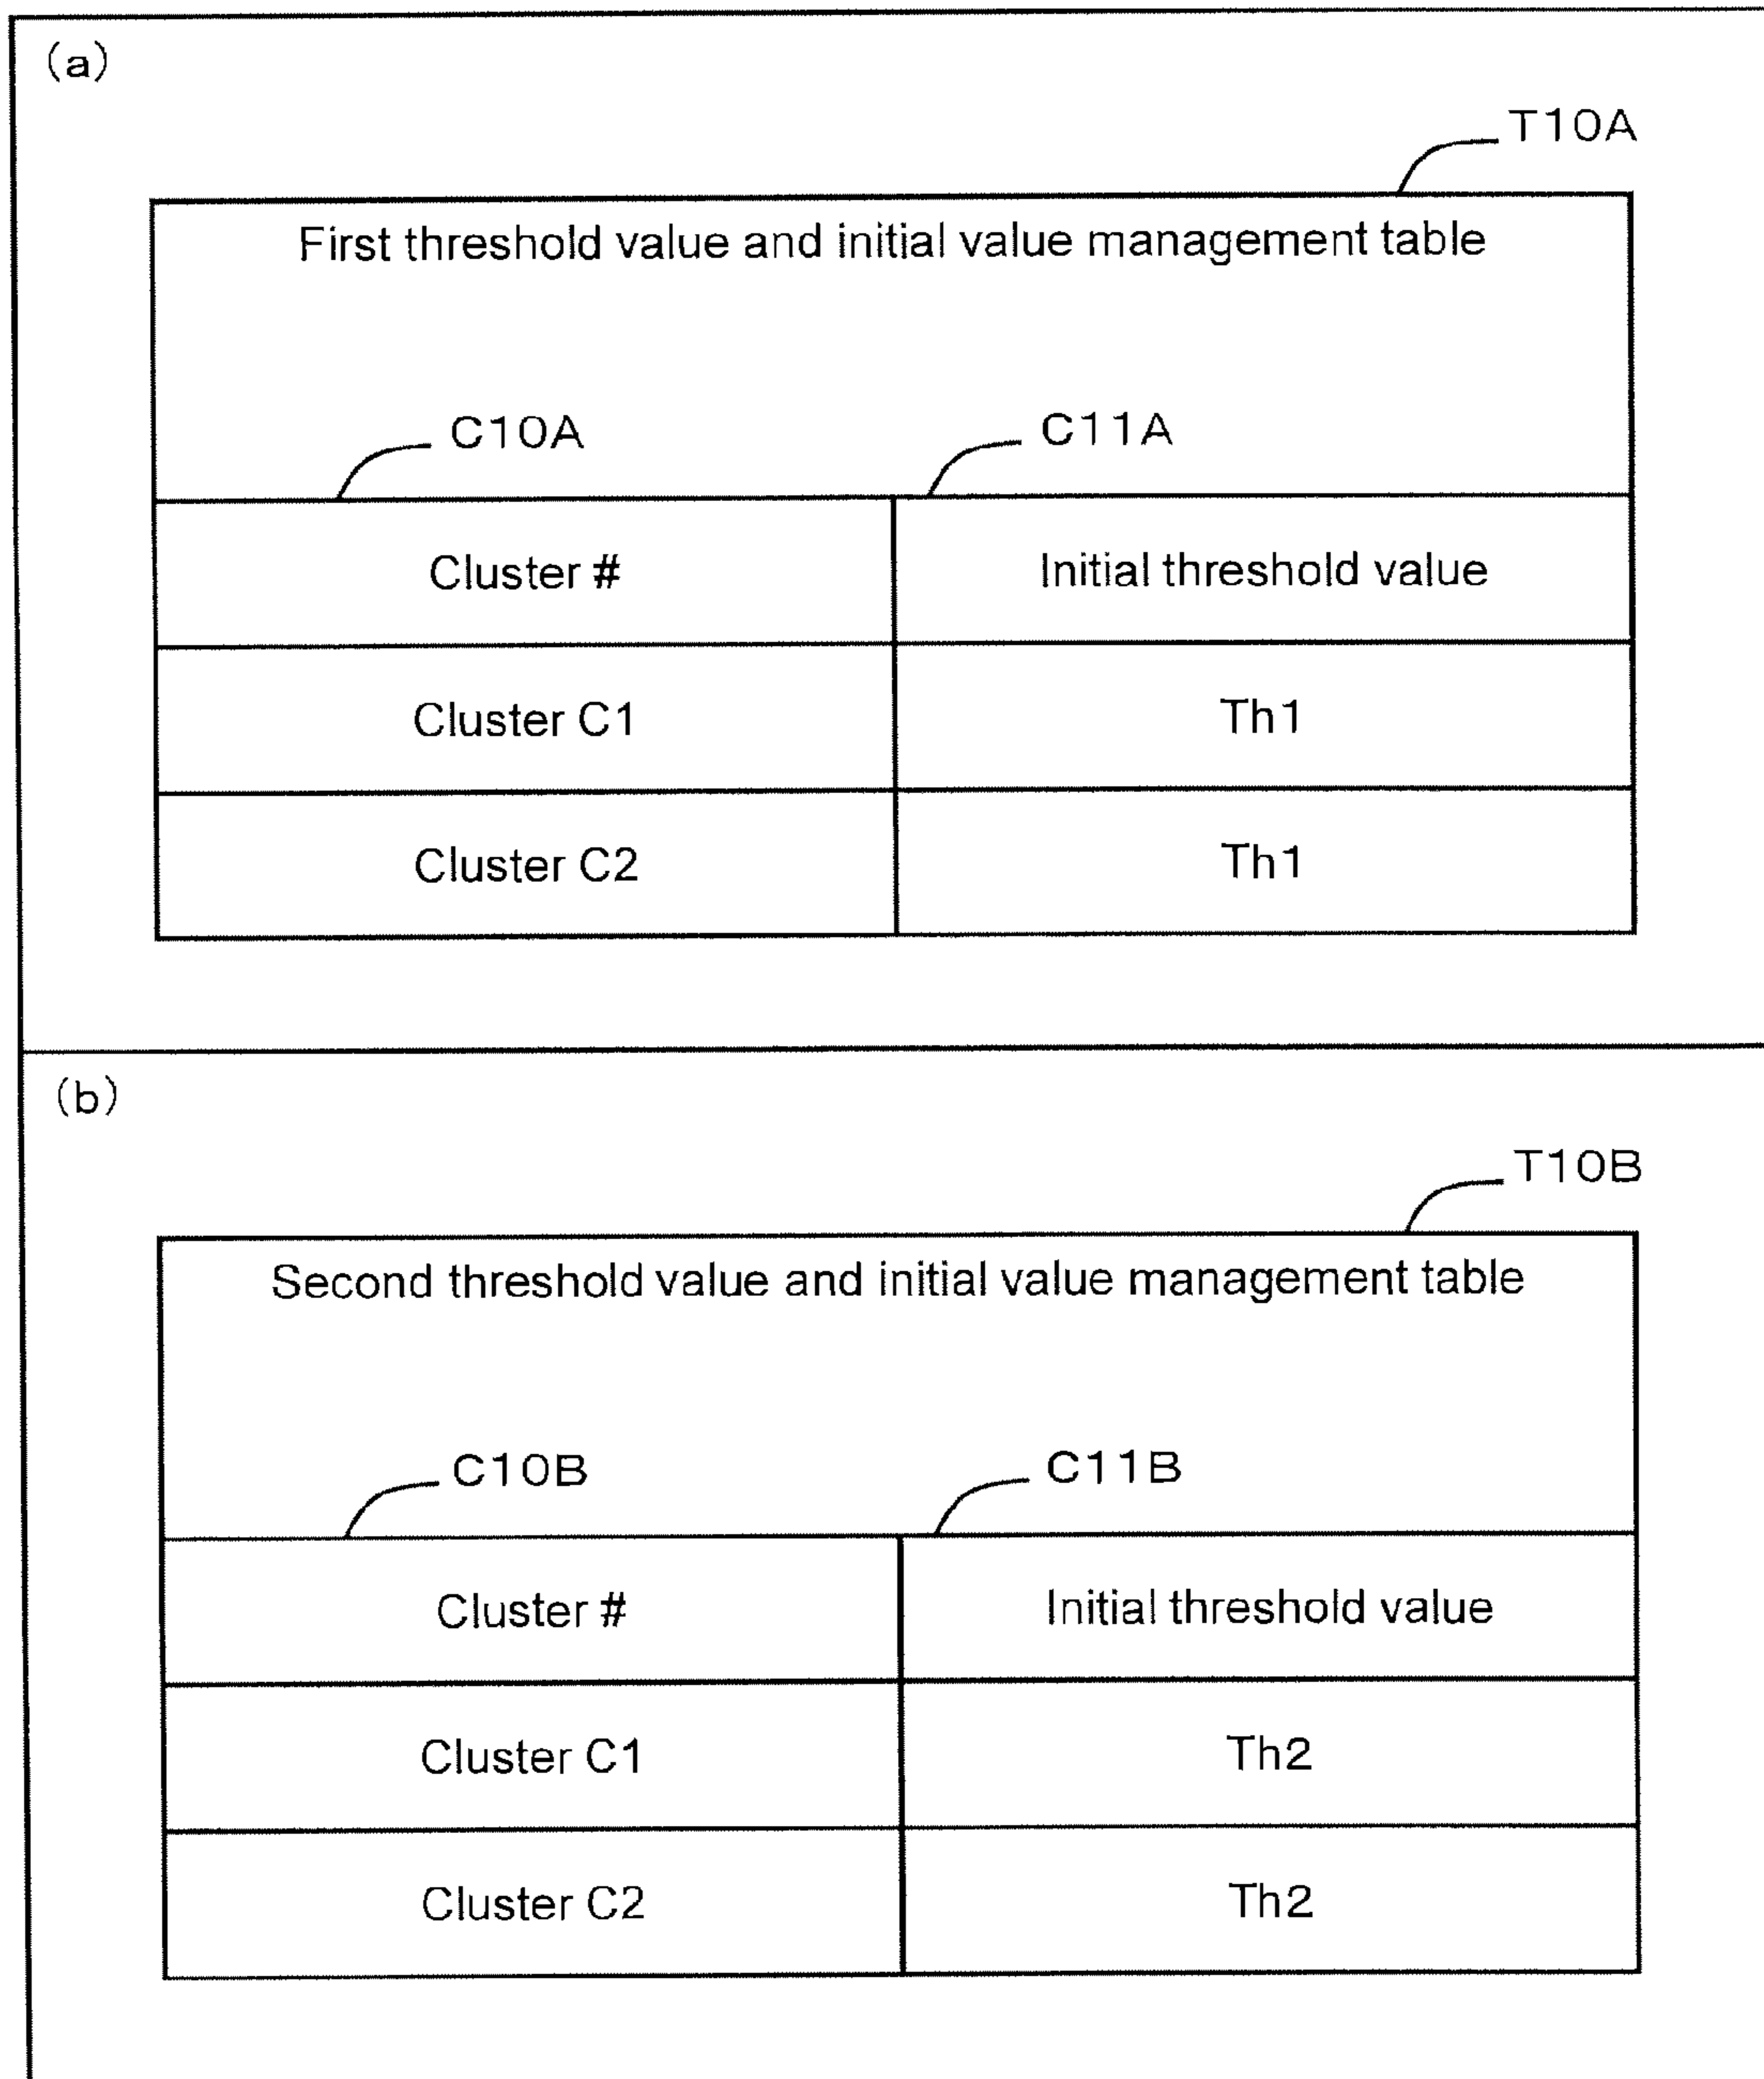 (a)
T10A
First threshold value and initial value management table
C10A C11A
Cluster # Initial threshold value
Cluster C1 Th1
Cluster C2 Th1
(b)
T10B
Second threshold value and initial value management table
C10B C11B
Cluster # Initial threshold value
Cluster C1 Th2
Cluster C2 Th2